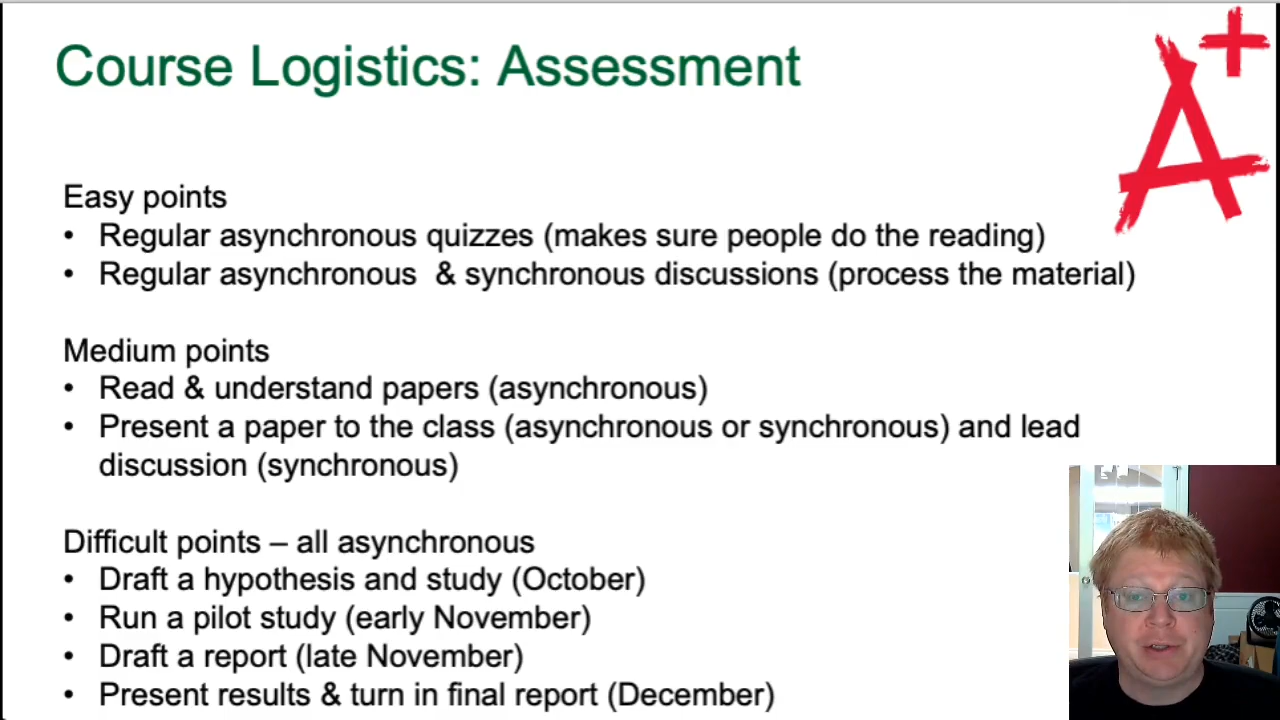 Course Logistics: Assessment
A+
Easy points
• Regular asynchronous quizzes (makes sure people do the reading)
• Regular asynchronous  & synchronous discussions (process the material)
Medium points
• Read & understand papers (asynchronous)
• Present a paper to the class (asynchronous or synchronous) and lead
discussion (synchronous)
Difficult points – all asynchronous
• Draft a hypothesis and study (October)
• Run a pilot study (early November)
• Draft a report (late November)
• Present results & turn in final report (December)